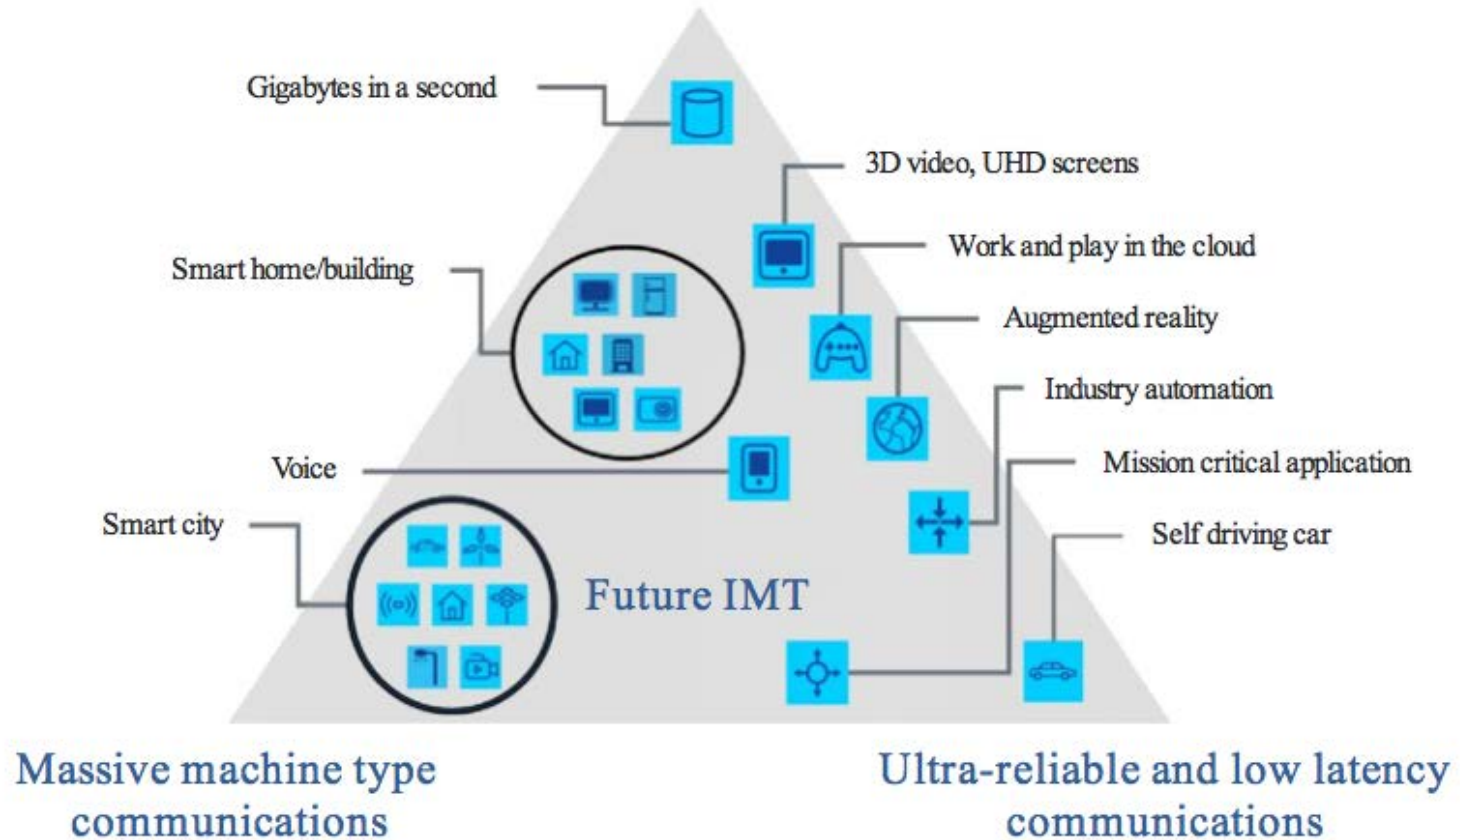 Gigabytes in a second
3D video, UHD screens
Work and play in the cloud
Smart home/building
Augmented reality
Industry automation
Voice
Mission critical application
Smart city
Self driving car
Future IMT
Massive machine type
communications
Ultra-reliable and low latency
communications